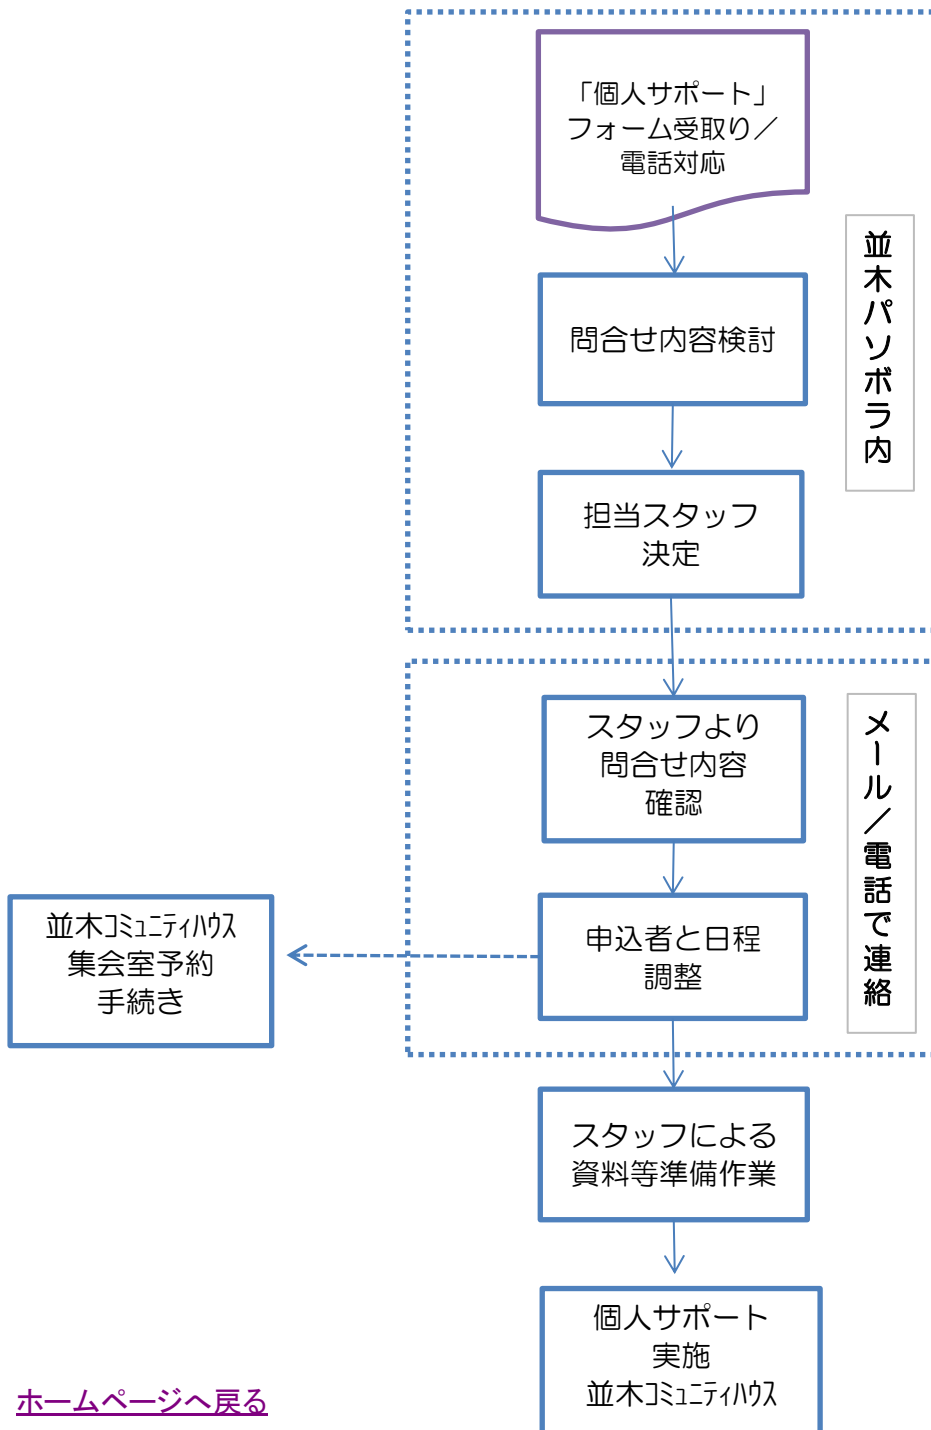 「個人サポート」
フォーム受取り／
電話対応
並木パソボラ内
問合せ内容検討
担当スタッフ
決定
スタッフより
問合せ内容
確認
メール／電話で連絡
並木ｺﾐｭﾆﾃｨﾊｳｽ
集会室予約
手続き
申込者と日程
調整
スタッフによる
資料等準備作業
個人サポート
実施
並木ｺﾐｭﾆﾃｨﾊｳｽ
ホームページへ戻る